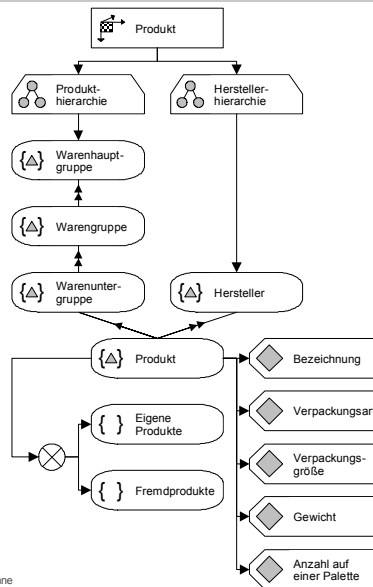 Produkt
Produkt-
hierarchie
Hersteller-
hierarchie
Warenhaupt-
gruppe
Warengruppe
Warenunter-
gruppe
Hersteller
Produkt
Bezeichnung
Eigene
Produkte
Verpackungsart
Verpackungs-
größe
Fremdprodukte
Gewicht
Anzahl auf
einer Palette